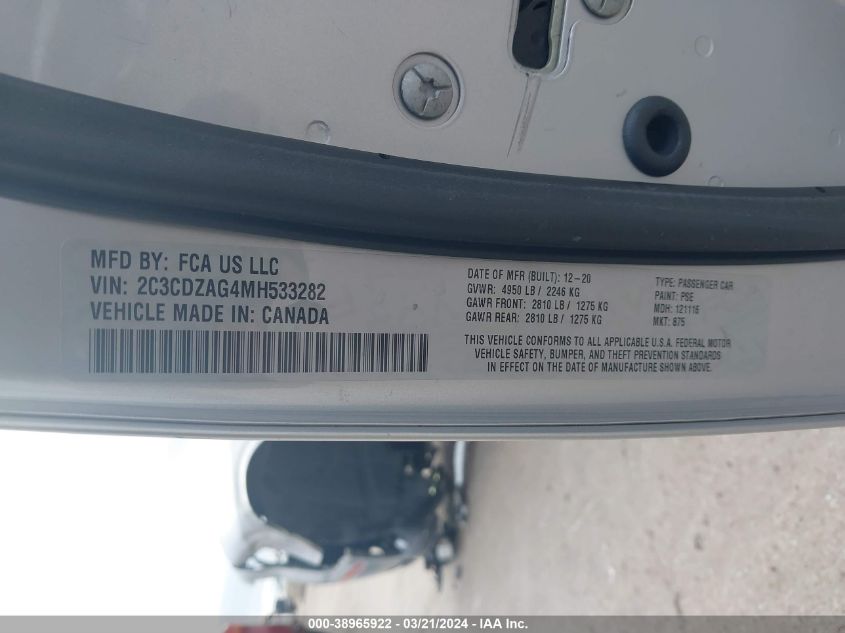 MFD BY: FCA US LLC
VIN: 2C3CDZAG4MH533282
VEHICLE MADE IN: CANADA
DATE OF MFR (BUILT): 12-20
GVWR: 4950 LB / 2246 KG
GAWR FRONT: 2810 LB / 1275 KG
GAWR REAR: 2810 LB / 1275 KG
TYPE: PASSENGER CAR
PAINT: PSE
MDH: 121116
MKT: 875
THIS VEHICLE CONFORMS TO ALL APPLICABLE U.S.A. FEDERAL MOTOR
VEHICLE SAFETY, BUMPER, AND THEFT PREVENTION STANDARDS
IN EFFECT ON THE DATE OF MANUFACTURE SHOWN ABOVE.
000-38965922 - 03/21/2024 - IAA Inc.